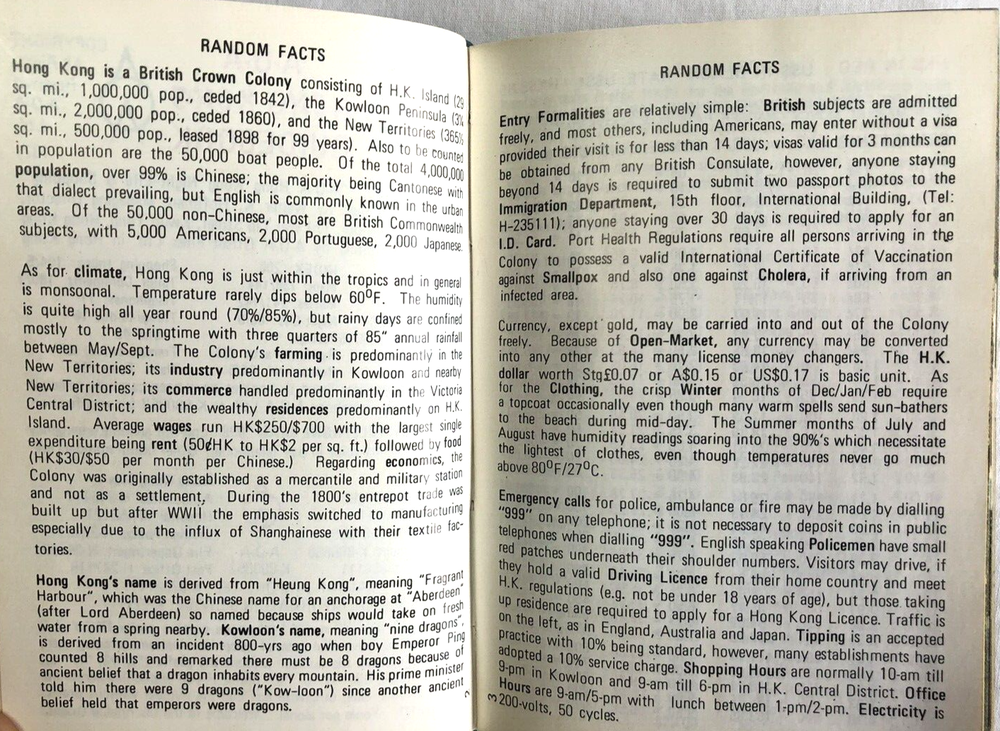 RANDOM FACTS
Hong Kong is a British Crown Colony consisting of H.K. Island (29
sq. mi., 1,000,000 pop., ceded 1842), the Kowloon Peninsula (3¾
sq. mi., 2,000,000 pop., ceded 1860), and the New Territories (365½
sq. mi., 500,000 pop., leased 1898 for 99 years). Also to be counted
in population are the 50,000 boat people. Of the total 4,000,000
population, over 99% is Chinese; the majority being Cantonese with
that dialect prevailing, but English is commonly known in the urban
areas. Of the 50,000 non-Chinese, most are British Commonwealth
subjects, with 5,000 Americans, 2,000 Portuguese, 2,000 Japanese.
As for climate, Hong Kong is just within the tropics and in general
is monsoonal. Temperature rarely dips below 60ºF. The humidity
is quite high all year round (70%/85%), but rainy days are confined
mostly to the springtime with three quarters of 85" annual rainfall
between May/Sept. The Colony's farming is predominantly in the
New Territories; its industry predominantly in Kowloon and nearby
New Territories; its commerce handled predominantly in the Victoria
Central District; and the wealthy residences predominantly on H.K.
Island. Average wages run HK$250/$700 with the largest single
expenditure being rent (50¢HK to HK$2 per sq. ft.) followed by food
(HK$30/$50 per month per Chinese.) Regarding economics, the
Colony was originally established as a mercantile and military station
and not as a settlement, During the 1800's entrepot trade was
built up but after WWII the emphasis switched to manufacturing
especially due to the influx of Shanghainese with their textile fac-
tories.
Hong Kong's name is derived from "Heung Kong", meaning "Fragrant
Harbour", which was the Chinese name for an anchorage at "Aberdeen"
(after Lord Aberdeen) so named because ships would take on fresh
water from a spring nearby. Kowloon's name, meaning "nine dragons",
is derived from an incident 800-yrs ago when boy Emperor Ping
counted 8 hills and remarked there must be 8 dragons because of
ancient belief that a dragon inhabits every mountain. His prime minister
told him there were 9 dragons ("Kow-loon") since another ancient
belief held that emperors were dragons.
2
RANDOM FACTS
Entry Formalities are relatively simple: British subjects are admitted
freely, and most others, including Americans, may enter without a visa
provided their visit is for less than 14 days; visas valid for 3 months can
be obtained from any British Consulate, however, anyone staying
beyond 14 days is required to submit two passport photos to the
Immigration Department, 15th floor, International Building, (Tel:
H-235111); anyone staying over 30 days is required to apply for an
I.D. Card. Port Health Regulations require all persons arriving in the
Colony to possess a valid International Certificate of Vaccination
against Smallpox and also one against Cholera, if arriving from an
infected area.
Currency, except gold, may be carried into and out of the Colony
freely. Because of Open-Market, any currency may be converted
into any other at the many license money changers. The H.K.
dollar worth Stg£0.07 or A$0.15 or US$0.17 is basic unit. As
for the Clothing, the crisp Winter months of Dec/Jan/Feb require
a topcoat occasionally even though many warm spells send sun-bathers
to the beach during mid-day. The Summer months of July and
August have humidity readings soaring into the 90%'s which necessitate
the lightest of clothes, even though temperatures never go much
above 80ºF/27ºC.
Emergency calls for police, ambulance or fire may be made by dialling
"999" on any telephone; it is not necessary to deposit coins in public
telephones when dialling "999". English speaking Policemen have small
red patches underneath their shoulder numbers. Visitors may drive, if
they hold a valid Driving Licence from their home country and meet
H.K. regulations (e.g. not be under 18 years of age), but those taking
up residence are required to apply for a Hong Kong Licence. Traffic is
on the left, as in England, Australia and Japan. Tipping is an accepted
practice with 10% being standard, however, many establishments have
adopted a 10% service charge. Shopping Hours are normally 10-am till
9-pm in Kowloon and 9-am till 6-pm in H.K. Central District. Office
Hours are 9-am/5-pm with lunch between 1-pm/2-pm. Electricity is
200-volts, 50 cycles.
3